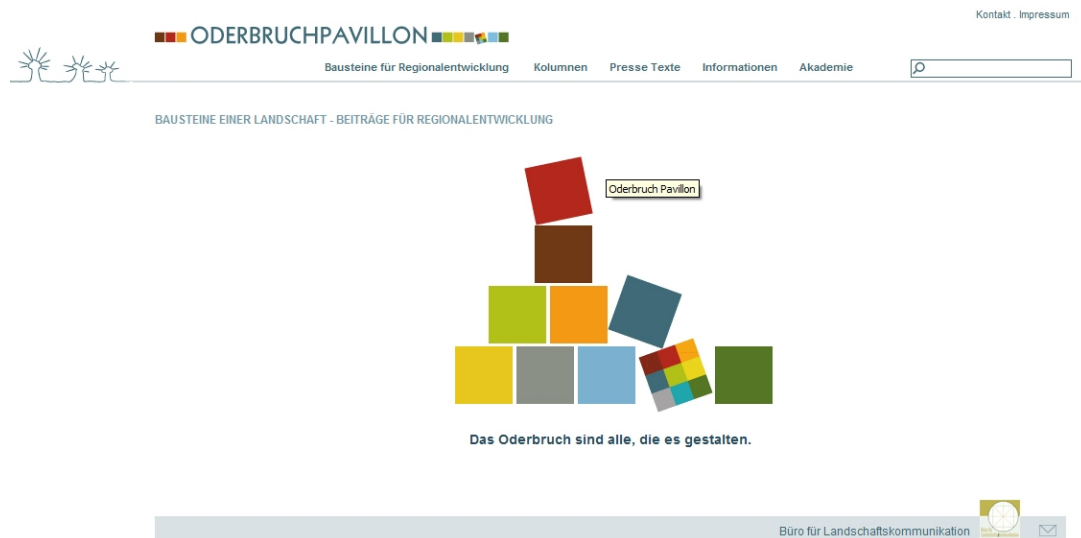 Kontakt . Impressum
ODERBRUCHPAVILLON
Bausteine für Regionalentwicklung Kolumnen Presse Texte Informationen Akademie
BAUSTEINE EINER LANDSCHAFT - BEITRÄGE FÜR REGIONALENTWICKLUNG
Oderbruch Pavillon
Das Oderbruch sind alle, die es gestalten.
Büro für Landschaftskommunikation